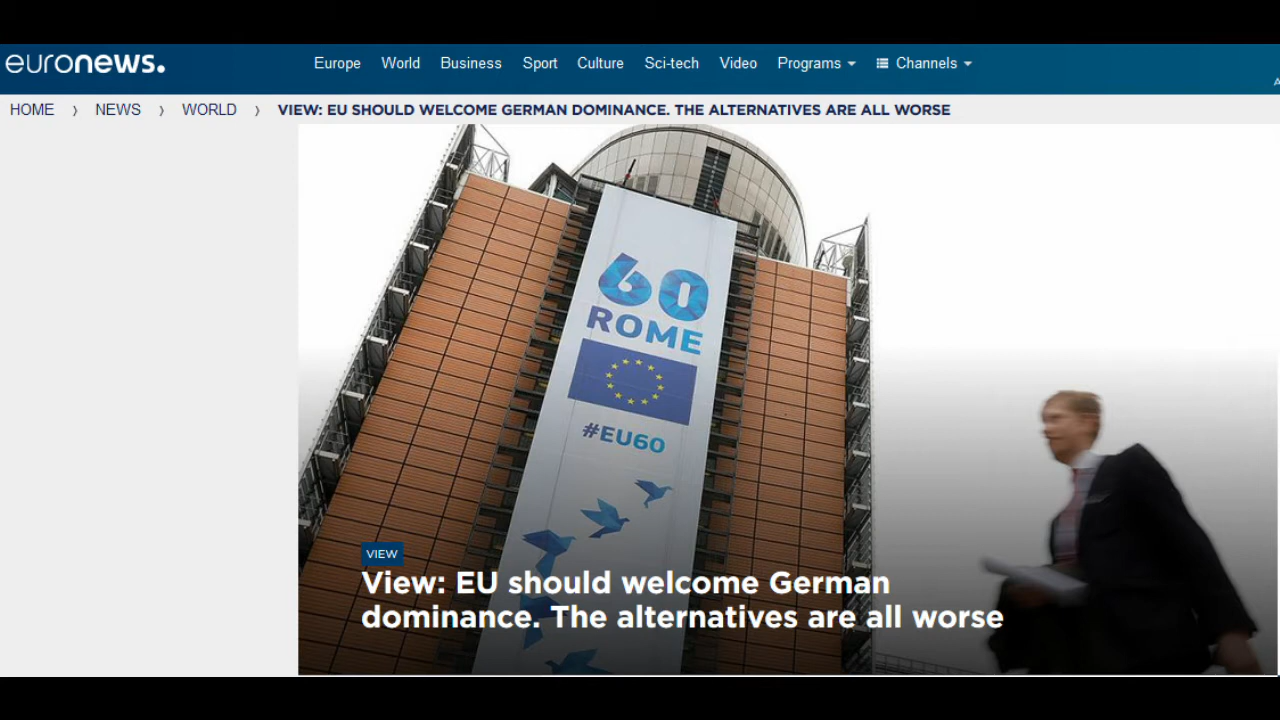 euronews.
Europe World Business Sport Culture Sci-tech Video Programs Channels
HOME > NEWS > WORLD > VIEW: EU SHOULD WELCOME GERMAN DOMINANCE. THE ALTERNATIVES ARE ALL WORSE
60
ROME
#EU60
VIEW
View: EU should welcome German
dominance. The alternatives are all worse